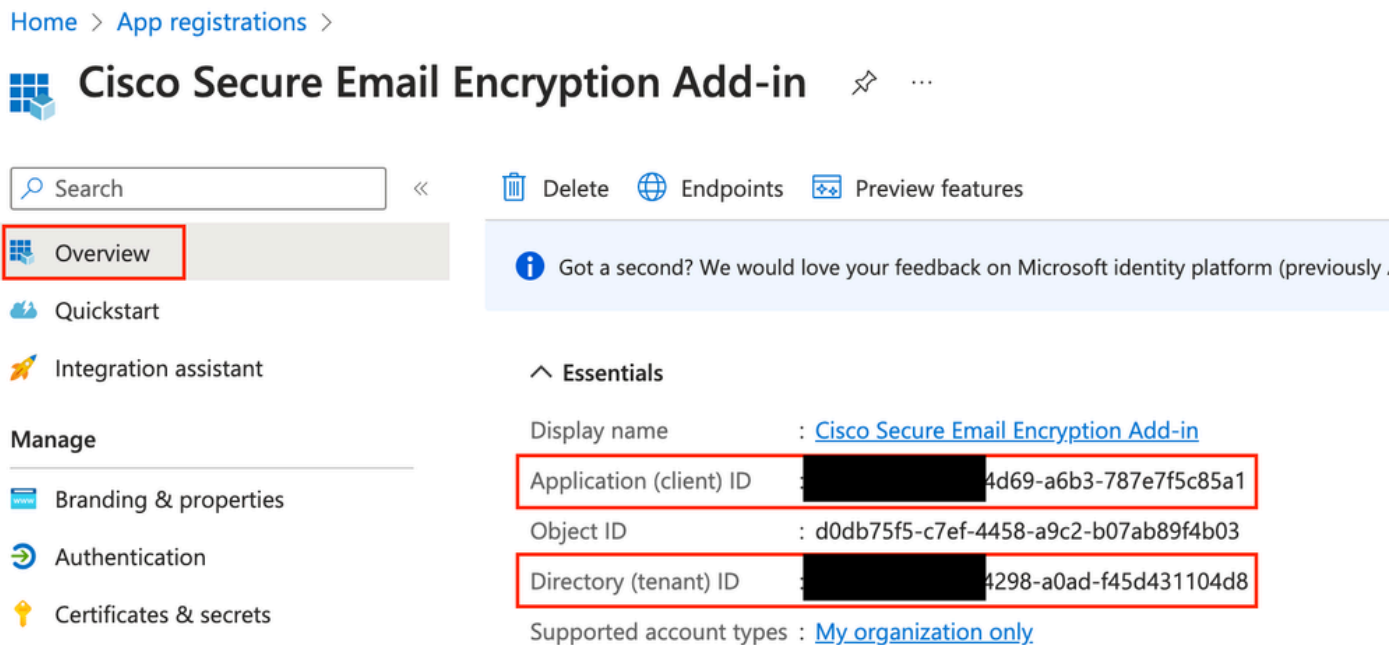 Home > App registrations >
Cisco Secure Email Encryption Add-in ...
Search «
Overview
Quickstart
Integration assistant
Manage
Branding & properties
Authentication
Certificates & secrets
Delete Endpoints Preview features
Got a second? We would love your feedback on Microsoft identity platform (previously
Essentials
Display name : Cisco Secure Email Encryption Add-in
Application (client) ID : 4d69-a6b3-787e7f5c85a1
Object ID : d0db75f5-c7ef-4458-a9c2-b07ab89f4b03
Directory (tenant) ID : 4298-a0ad-f45d431104d8
Supported account types : My organization only